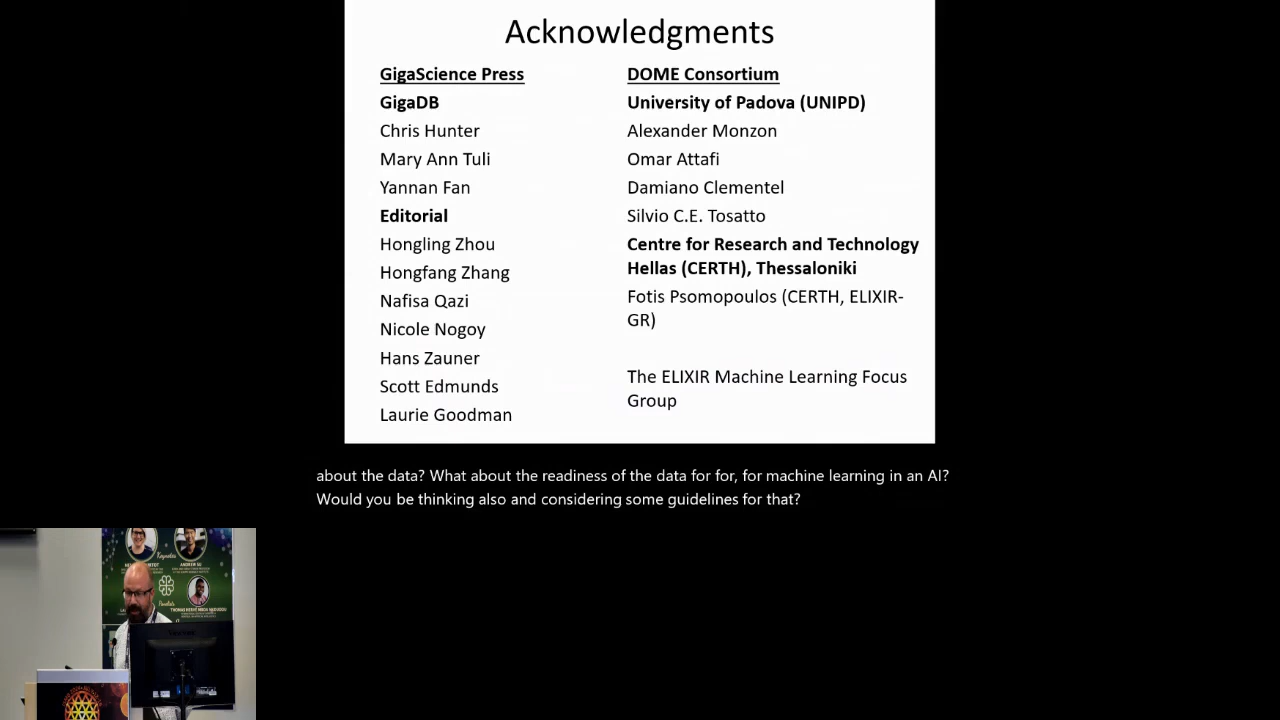 Acknowledgments
GigaScience Press
GigaDB
Chris Hunter
Mary Ann Tuli
Yannan Fan
Editorial
Hongling Zhou
Hongfang Zhang
Nafisa Qazi
Nicole Nogoy
Hans Zauner
Scott Edmunds
Laurie Goodman
DOME Consortium
University of Padova (UNIPD)
Alexander Monzon
Omar Attafi
Damiano Clementel
Silvio C.E. Tosatto
Centre for Research and Technology
Hellas (CERTH), Thessaloniki
Fotis Psomopoulos (CERTH, ELIXIR-
GR)
The ELIXIR Machine Learning Focus
Group
about the data? What about the readiness of the data for for, for machine learning in an AI?
Would you be thinking also and considering some guidelines for that?
Keynotes
ANDREW SU